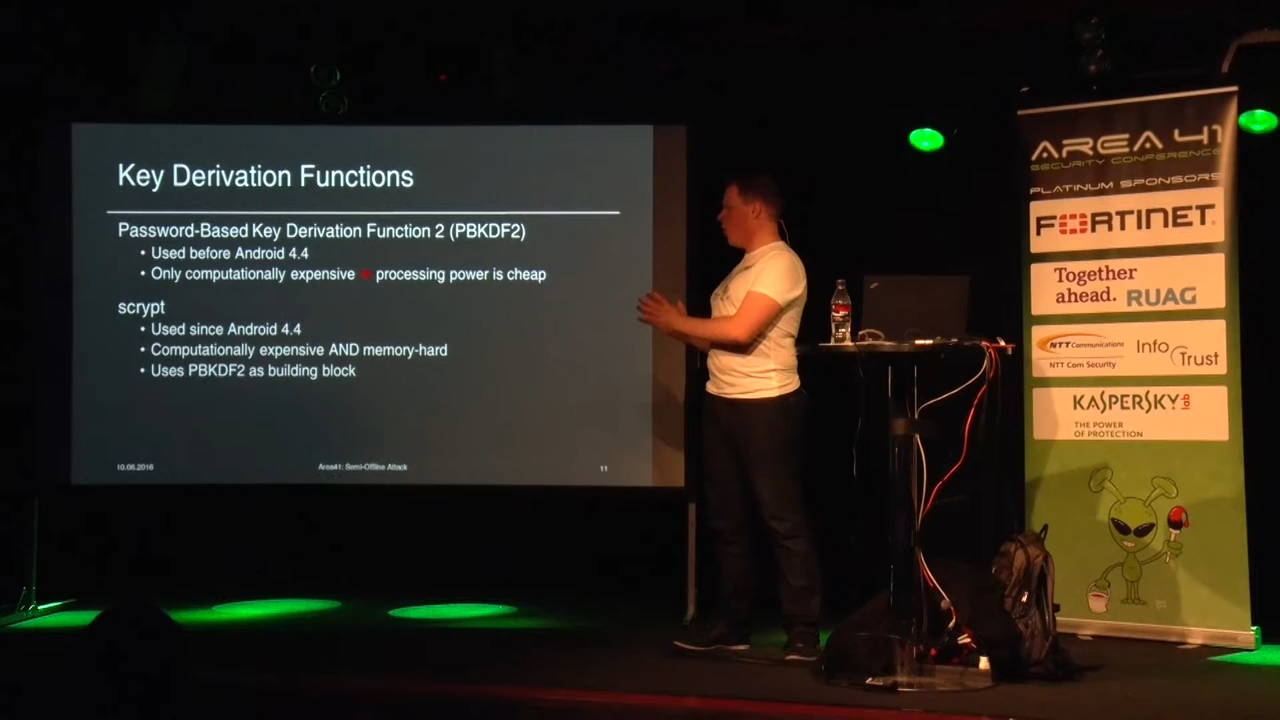 Key Derivation Functions
Password-Based Key Derivation Function 2 (PBKDF2)
• Used before Android 4.4
• Only computationally expensive processing power is cheap
scrypt
• Used since Android 4.4
• Computationally expensive AND memory-hard
• Uses PBKDF2 as building block
10.06.2016 Area41: Semi-Offline Attack 11
AREA 41
SECURITY CONFERENCE
PLATINUM SPONSORS
FORTINET
Together
ahead. RUAG
NTT Communications
NTT Com Security
Info
Trust
KASPERSKY lab
THE POWER
OF PROTECTION